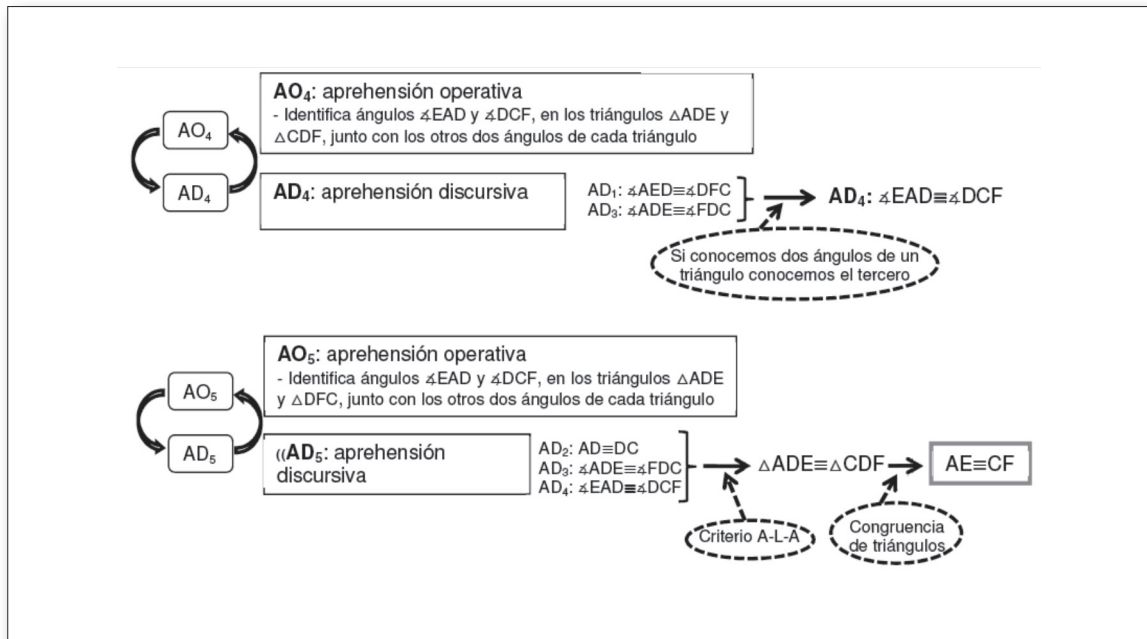 AO₄: aprehensión operativa
- Identifica ángulos ∡EAD y ∡DCF, en los triángulos △ADE y
△CDF, junto con los otros dos ángulos de cada triángulo
AO₄
AD₄
AD₄: aprehensión discursiva
AD₁: ∡AED≡∡DFC
AD₃: ∡ADE≡∡FDC
AD₄: ∡EAD≡∡DCF
Si conocemos dos ángulos de un
triángulo conocemos el tercero
AO₅: aprehensión operativa
- Identifica ángulos ∡EAD y ∡DCF, en los triángulos △ADE
y △DFC, junto con los otros dos ángulos de cada triángulo
AO₅
AD₅
((AD₅: aprehensión
discursiva
AD₂: AD≡DC
AD₃: ∡ADE≡∡FDC
AD₄: ∡EAD≡∡DCF
△ADE≡△CDF
AE≡CF
Criterio A-L-A
Congruencia
de triángulos